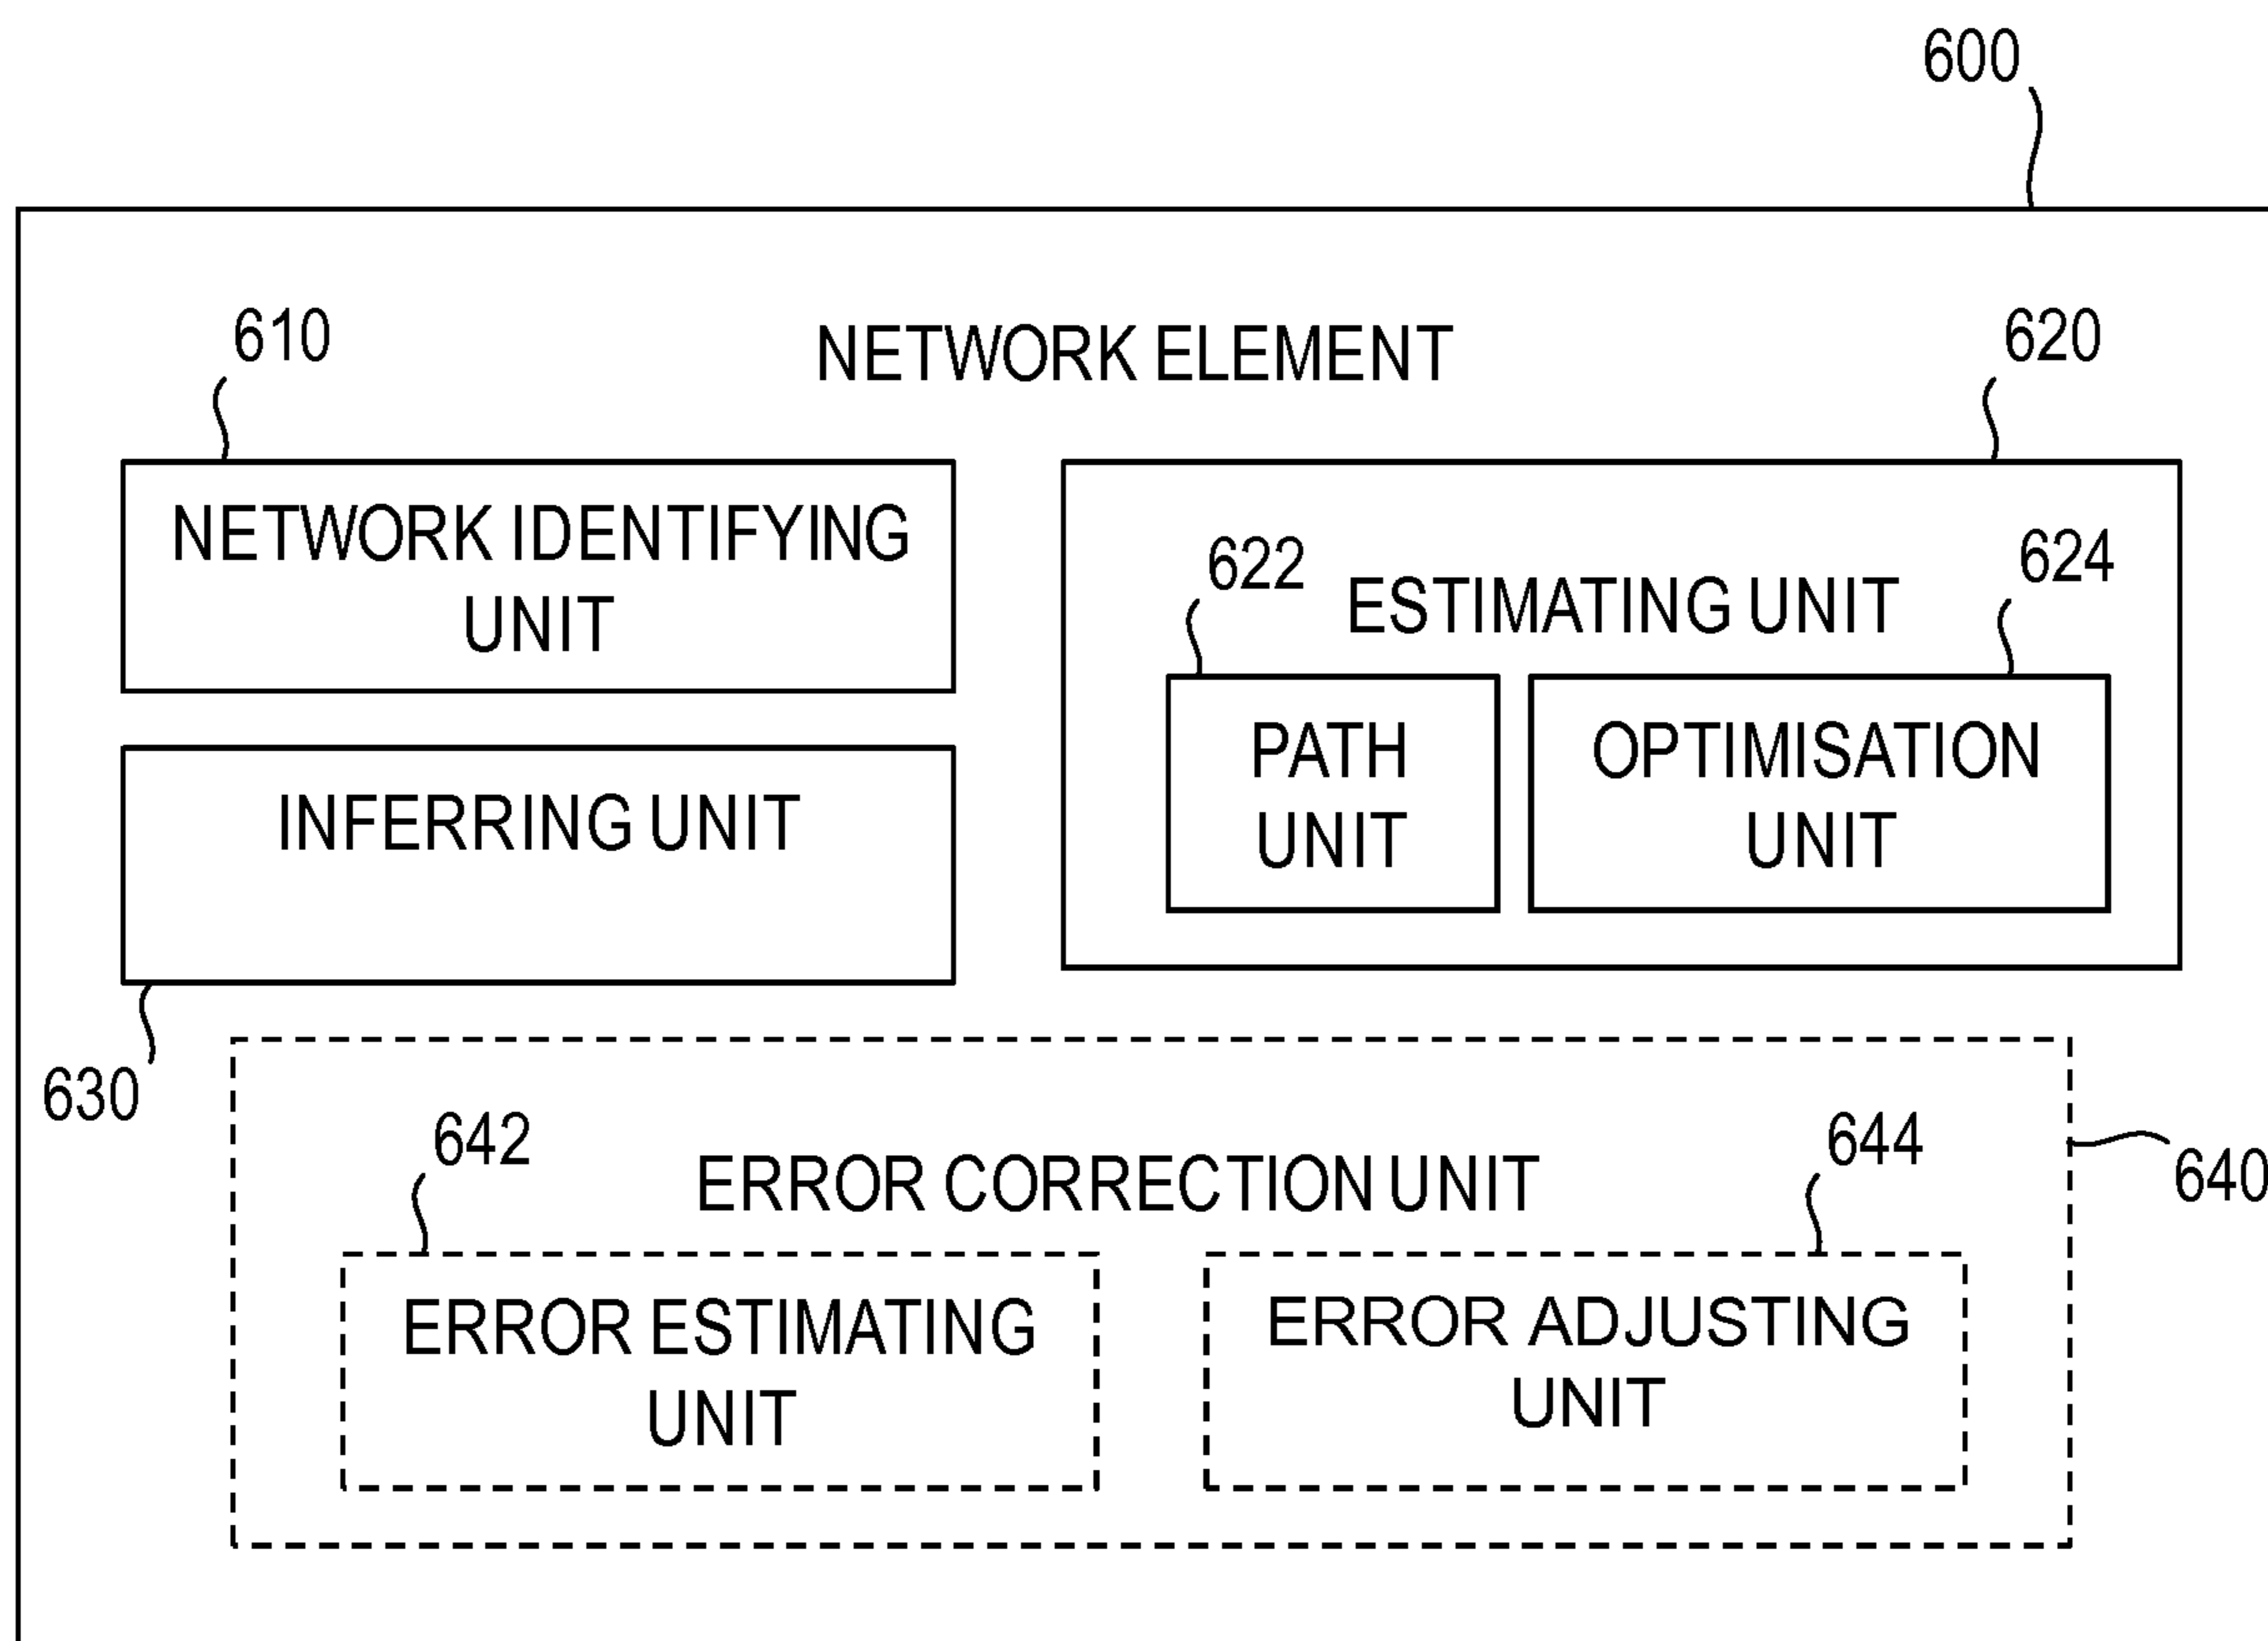 600
610
NETWORK ELEMENT
620
NETWORK IDENTIFYING
UNIT
622
ESTIMATING UNIT
624
PATH
UNIT
OPTIMISATION
UNIT
INFERRING UNIT
630
642
ERROR CORRECTION UNIT
644
640
ERROR ESTIMATING
UNIT
ERROR ADJUSTING
UNIT